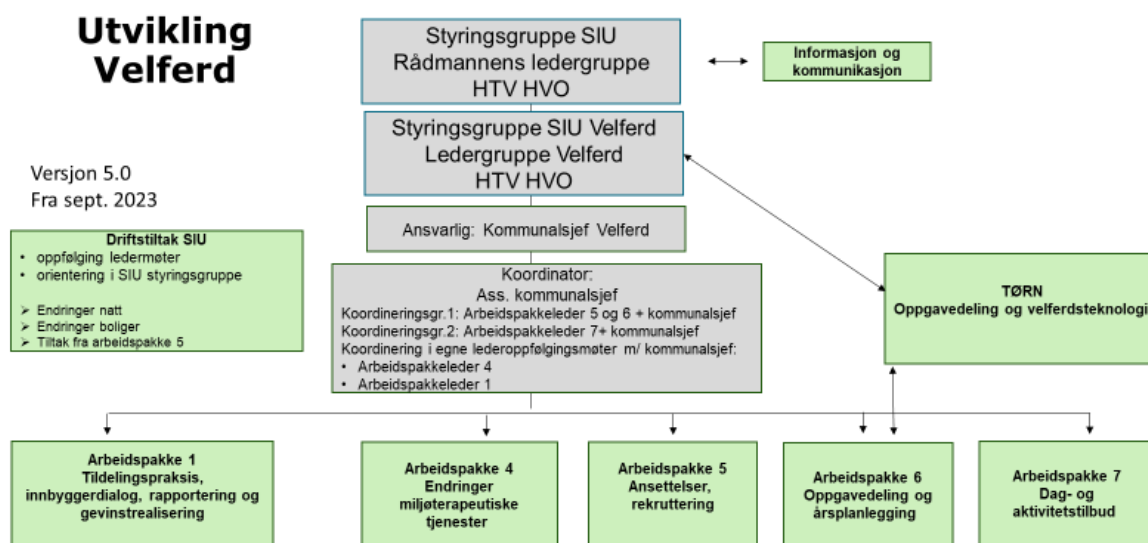 Utvikling
Velferd
Styringsgruppe SIU
Rådmannens ledergruppe
HTV HVO
Informasjon og
kommunikasjon
Styringsgruppe SIU Velferd
Ledergruppe Velferd
HTV HVO
Versjon 5.0
Fra sept. 2023
Ansvarlig: Kommunalsjef Velferd
Driftstiltak SIU
• oppfølging ledermøter
• orientering i SIU styringsgruppe
➢ Endringer natt
➢ Endringer boliger
➢ Tiltak fra arbeidspakke 5
Koordinator:
Ass. kommunalsjef
Koordineringsgr.1: Arbeidspakkeleder 5 og 6 + kommunalsjef
Koordineringsgr.2: Arbeidspakkeleder 7+ kommunalsjef
Koordinering i egne lederoppfølgingsmøter m/ kommunalsjef:
• Arbeidspakkeleder 4
• Arbeidspakkeleder 1
TØRN
Oppgavedeling og velferdsteknologi
Arbeidspakke 1
Tildelingspraksis,
innbyggerdialog, rapportering og
gevinstrealisering
Arbeidspakke 4
Endringer
miljøterapeutiske
tjenester
Arbeidspakke 5
Ansettelser,
rekruttering
Arbeidspakke 6
Oppgavedeling og
årsplanlegging
Arbeidspakke 7
Dag- og
aktivitetstilbud